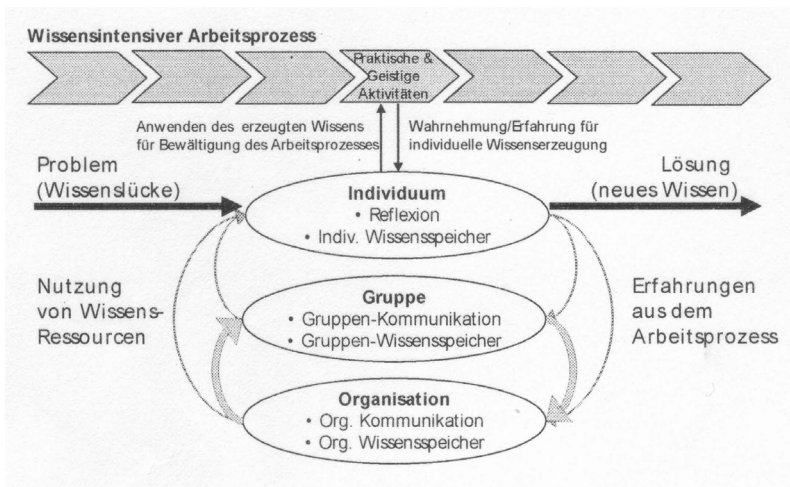 Wissensintensiver Arbeitsprozess
Praktische &
Geistige
Aktivitäten
Anwenden des erzeugten Wissens
für Bewältigung des Arbeitsprozesses
Wahrnehmung/Erfahrung für
individuelle Wissenserzeugung
Problem
(Wissenslücke)
Lösung
(neues Wissen)
Individuum
• Reflexion
• Indiv. Wissensspeicher
Nutzung
von Wissens-
Ressourcen
Gruppe
• Gruppen-Kommunikation
• Gruppen-Wissensspeicher
Erfahrungen
aus dem
Arbeitsprozess
Organisation
• Org. Kommunikation
• Org. Wissensspeicher